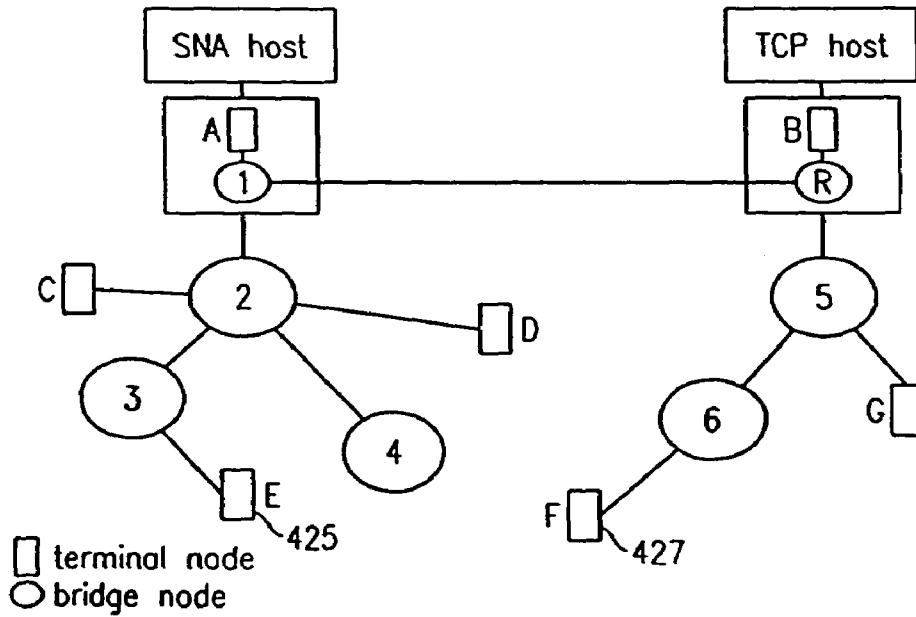 SNA host
TCP host
A
B
1
R
C
2
D
5
3
4
6
G
E
425
F
427
terminal node
bridge node